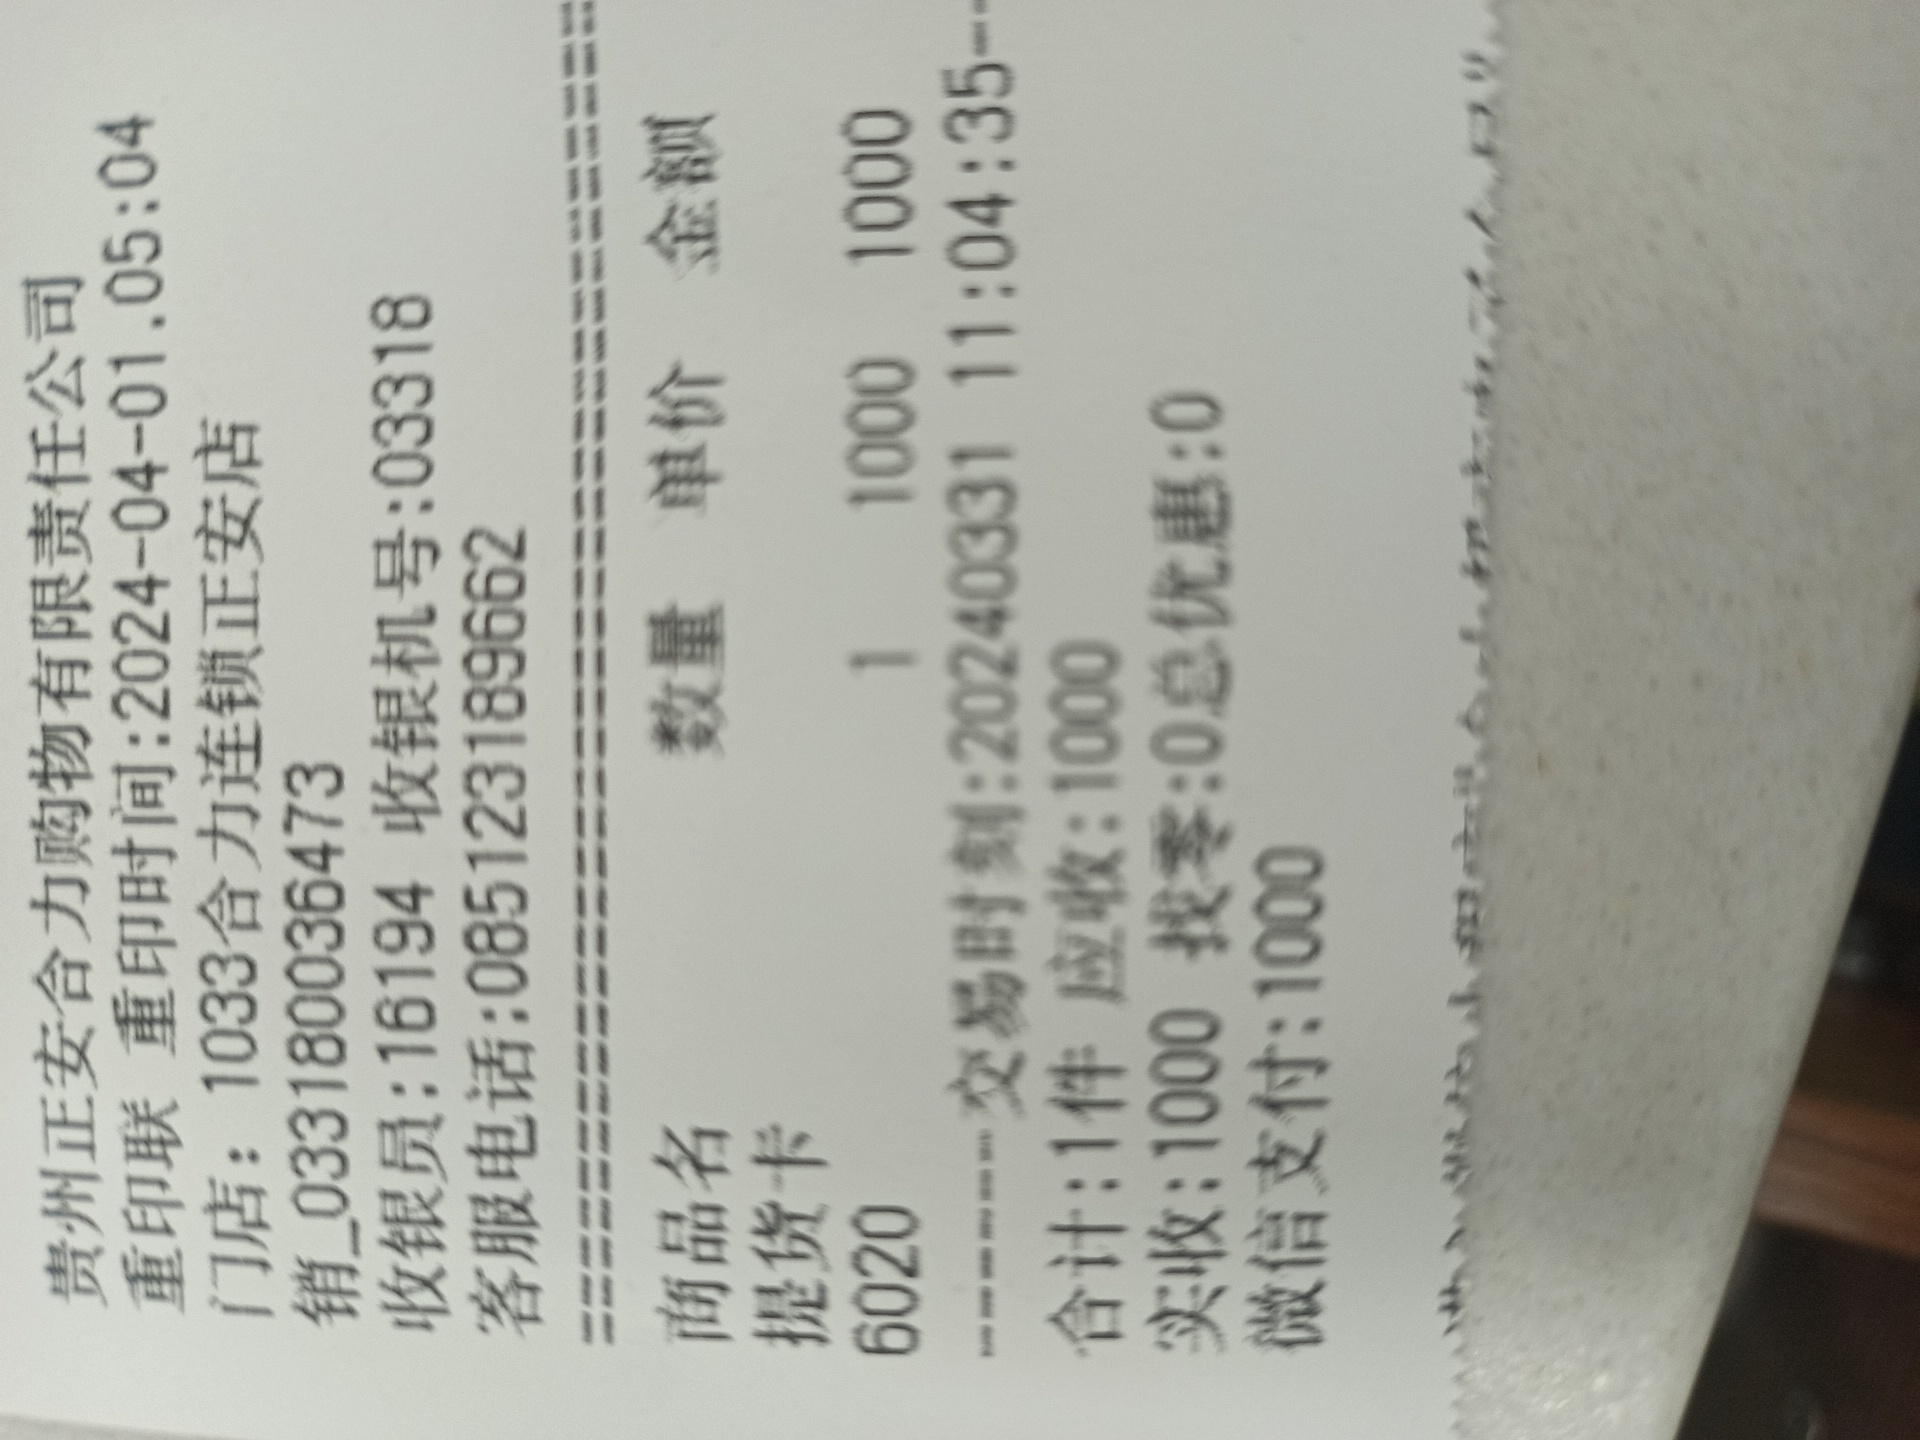 贵州正安合力购物有限责任公司
重印联 重印时间:2024-04-01.05:04
门店: 1033合力连锁正安店
销_033180036473
收银员:16194 收银机号:03318
客服电话:085123189662
商品名 数量 单价 金额
提货卡
6020 1 1000 1000
-------交易时刻:20240331 11:04:35--
合计:1件 应收:1000
实收:1000 找零:0总优惠:0
微信支付:1000